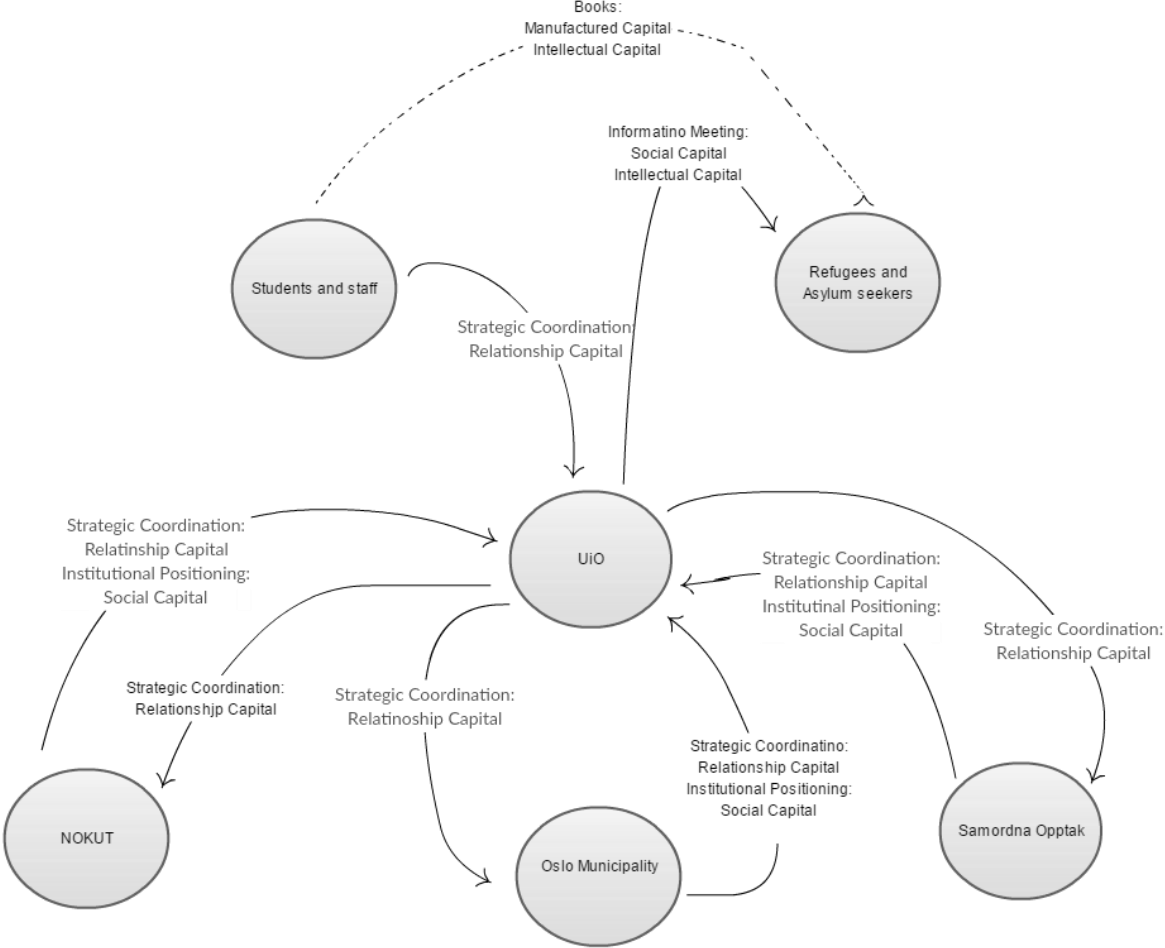 Books:
Manufactured Capital
Intellectual Capital
Informatino Meeting:
Social Capital
Intellectual Capital
Students and staff
Refugees and
Asylum seekers
Strategic Coordination:
Relationship Capital
UiO
Strategic Coordination:
Relatinship Capital
Institutional Positioning:
Social Capital
Strategic Coordination:
Relationship Capital
Institutinal Positioning:
Social Capital
Strategic Coordination:
Relationship Capital
Strategic Coordination:
Relationshjp Capital
Strategic Coordination:
Relatinoship Capital
Strategic Coordinatino:
Relationship Capital
Institutional Positioning:
Social Capital
NOKUT
Oslo Municipality
Samordna Opptak